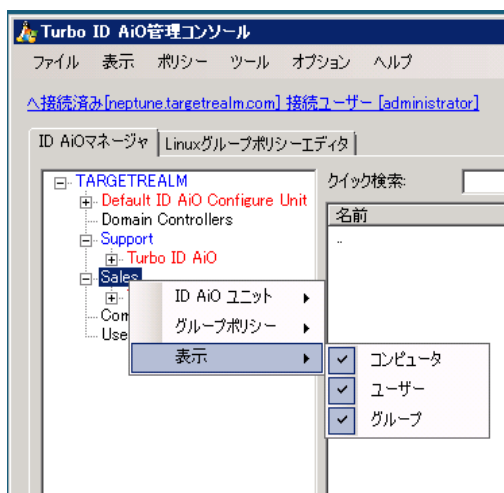 Turbo ID AiO管理コンソール
ファイル 表示 ポリシー ツール オプション ヘルプ
へ接続済み[neptune.targetrealm.com] 接続ユーザー [administrator]
ID AiOマネージャ Linuxグループポリシーエディタ
TARGETREALM
Default ID AiO Configure Unit
Domain Controllers
Support
Turbo ID AiO
Sales
Com
Use
クイック検索:
名前
..
ID AiO ユニット
グループポリシー
表示
コンピュータ
ユーザー
グループ